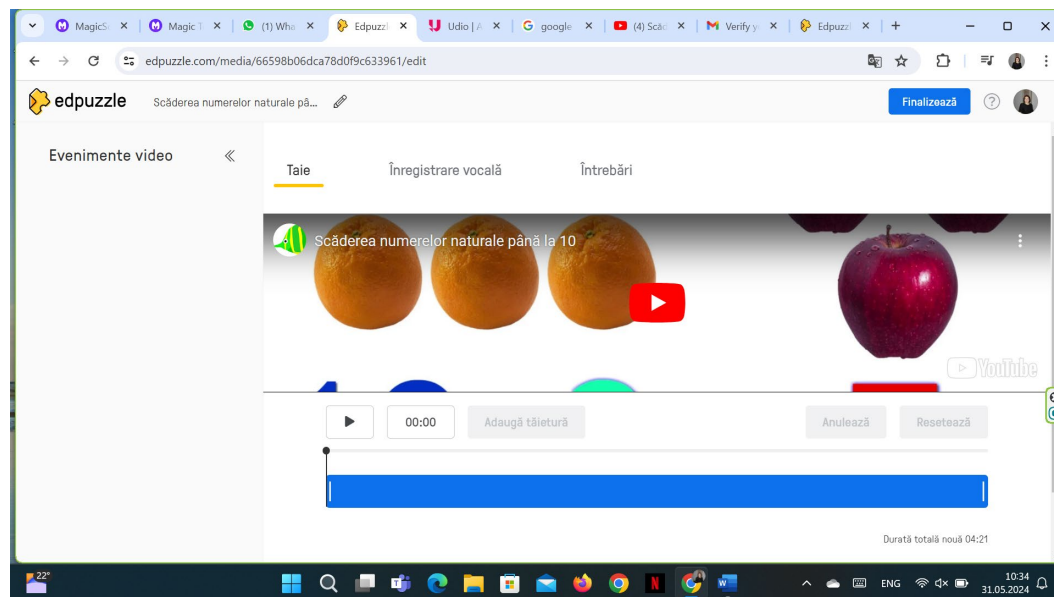 MagicSc
Magic T
(1) Wha
Edpuzzl
Udio | A
google
(4) Scăd
Verify yo
Edpuzzl
edpuzzle.com/media/66598b06dca78d0f9c633961/edit
edpuzzle
Scăderea numerelor naturale pâ...
Finalizează
?
Evenimente video
Taie
Înregistrare vocală
Întrebări
Scăderea numerelor naturale până la 10
YouTube
00:00
Adaugă tăietură
Anulează
Resetează
Durată totală nouă 04:21
22°
ENG
10:34
31.05.2024